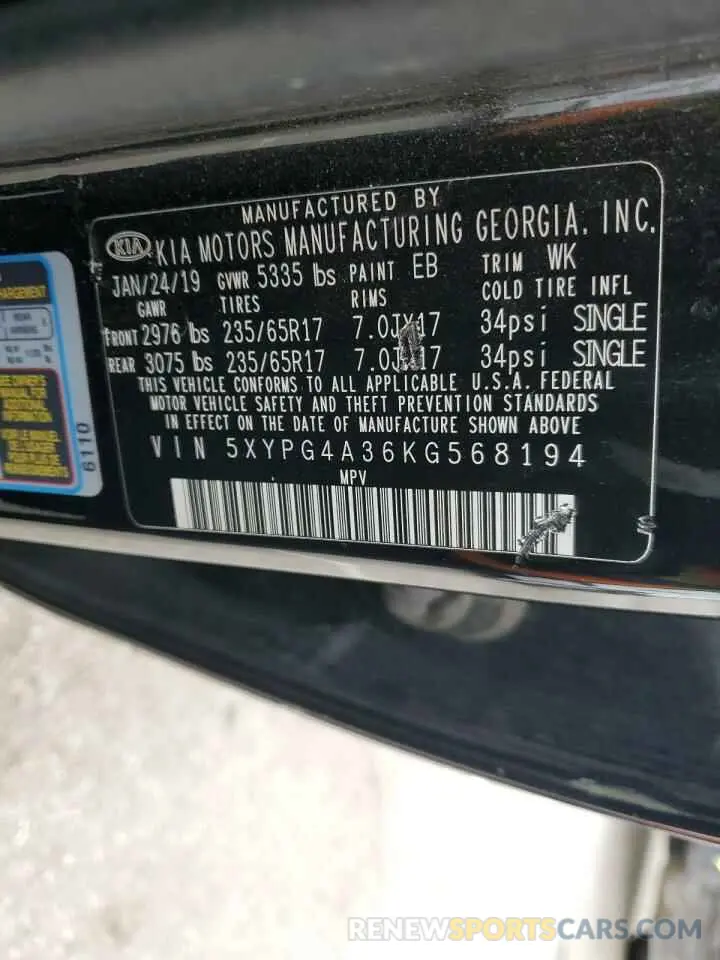 MANUFACTURED BY
KIA KIA MOTORS MANUFACTURING GEORGIA, INC.
JAN/24/19 GVWR 5335 lbs PAINT EB TRIM WK
GAWR TIRES RIMS COLD TIRE INFL
FRONT 2976 lbs 235/65R17 7.0JX17 34psi SINGLE
REAR 3075 lbs 235/65R17 7.0J 17 34psi SINGLE
THIS VEHICLE CONFORMS TO ALL APPLICABLE U.S.A. FEDERAL
MOTOR VEHICLE SAFETY AND THEFT PREVENTION STANDARDS
IN EFFECT ON THE DATE OF MANUFACTURE SHOWN ABOVE
VIN 5XYPG4A36KG568194
MPV
6110
RENEWSPORTSCARS.COM